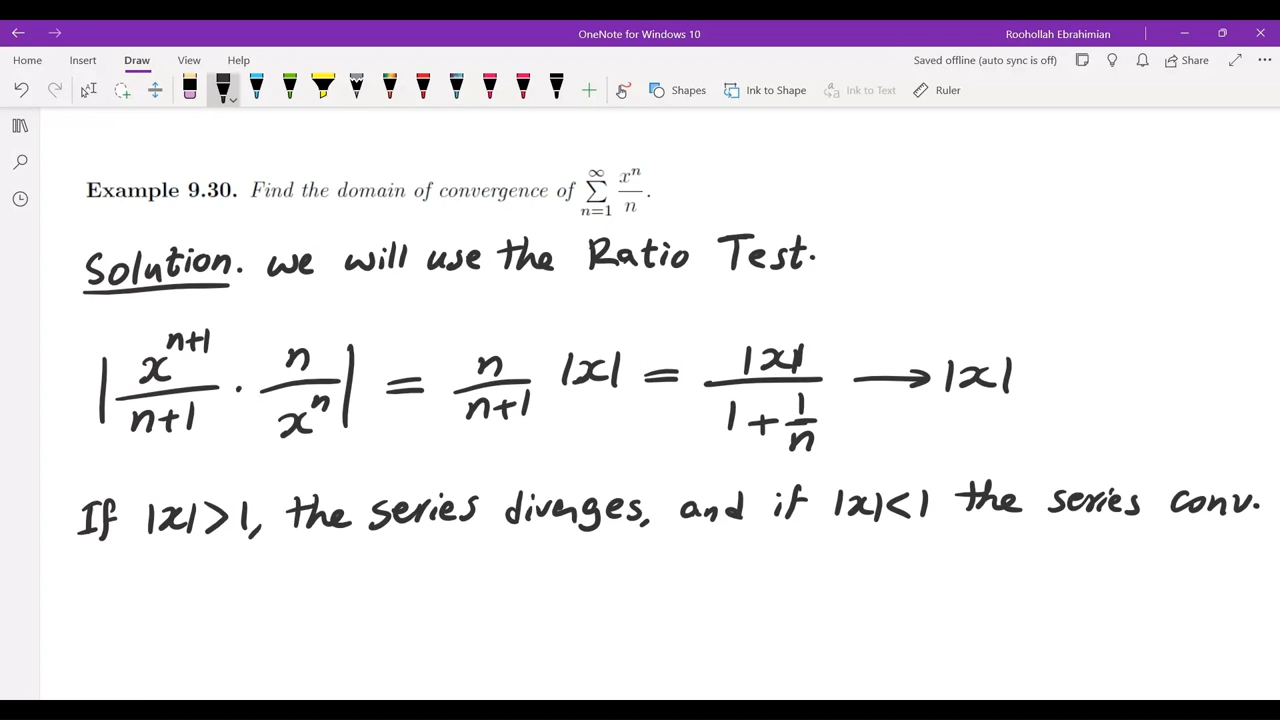 OneNote for Windows 10
Roohollah Ebrahimian
Home Insert Draw View Help
Saved offline (auto sync is off) Share
Shapes Ink to Shape Ink to Text Ruler
Example 9.30. Find the domain of convergence of ∑_{n=1}^{∞} x^n/n.
Solution. we will use the Ratio Test.
|x^{n+1}/(n+1) · n/x^n| = n/(n+1) |x| = |x|/(1 + 1/n) → |x|
If |x| > 1, the series diverges, and if |x| < 1 the series conv.